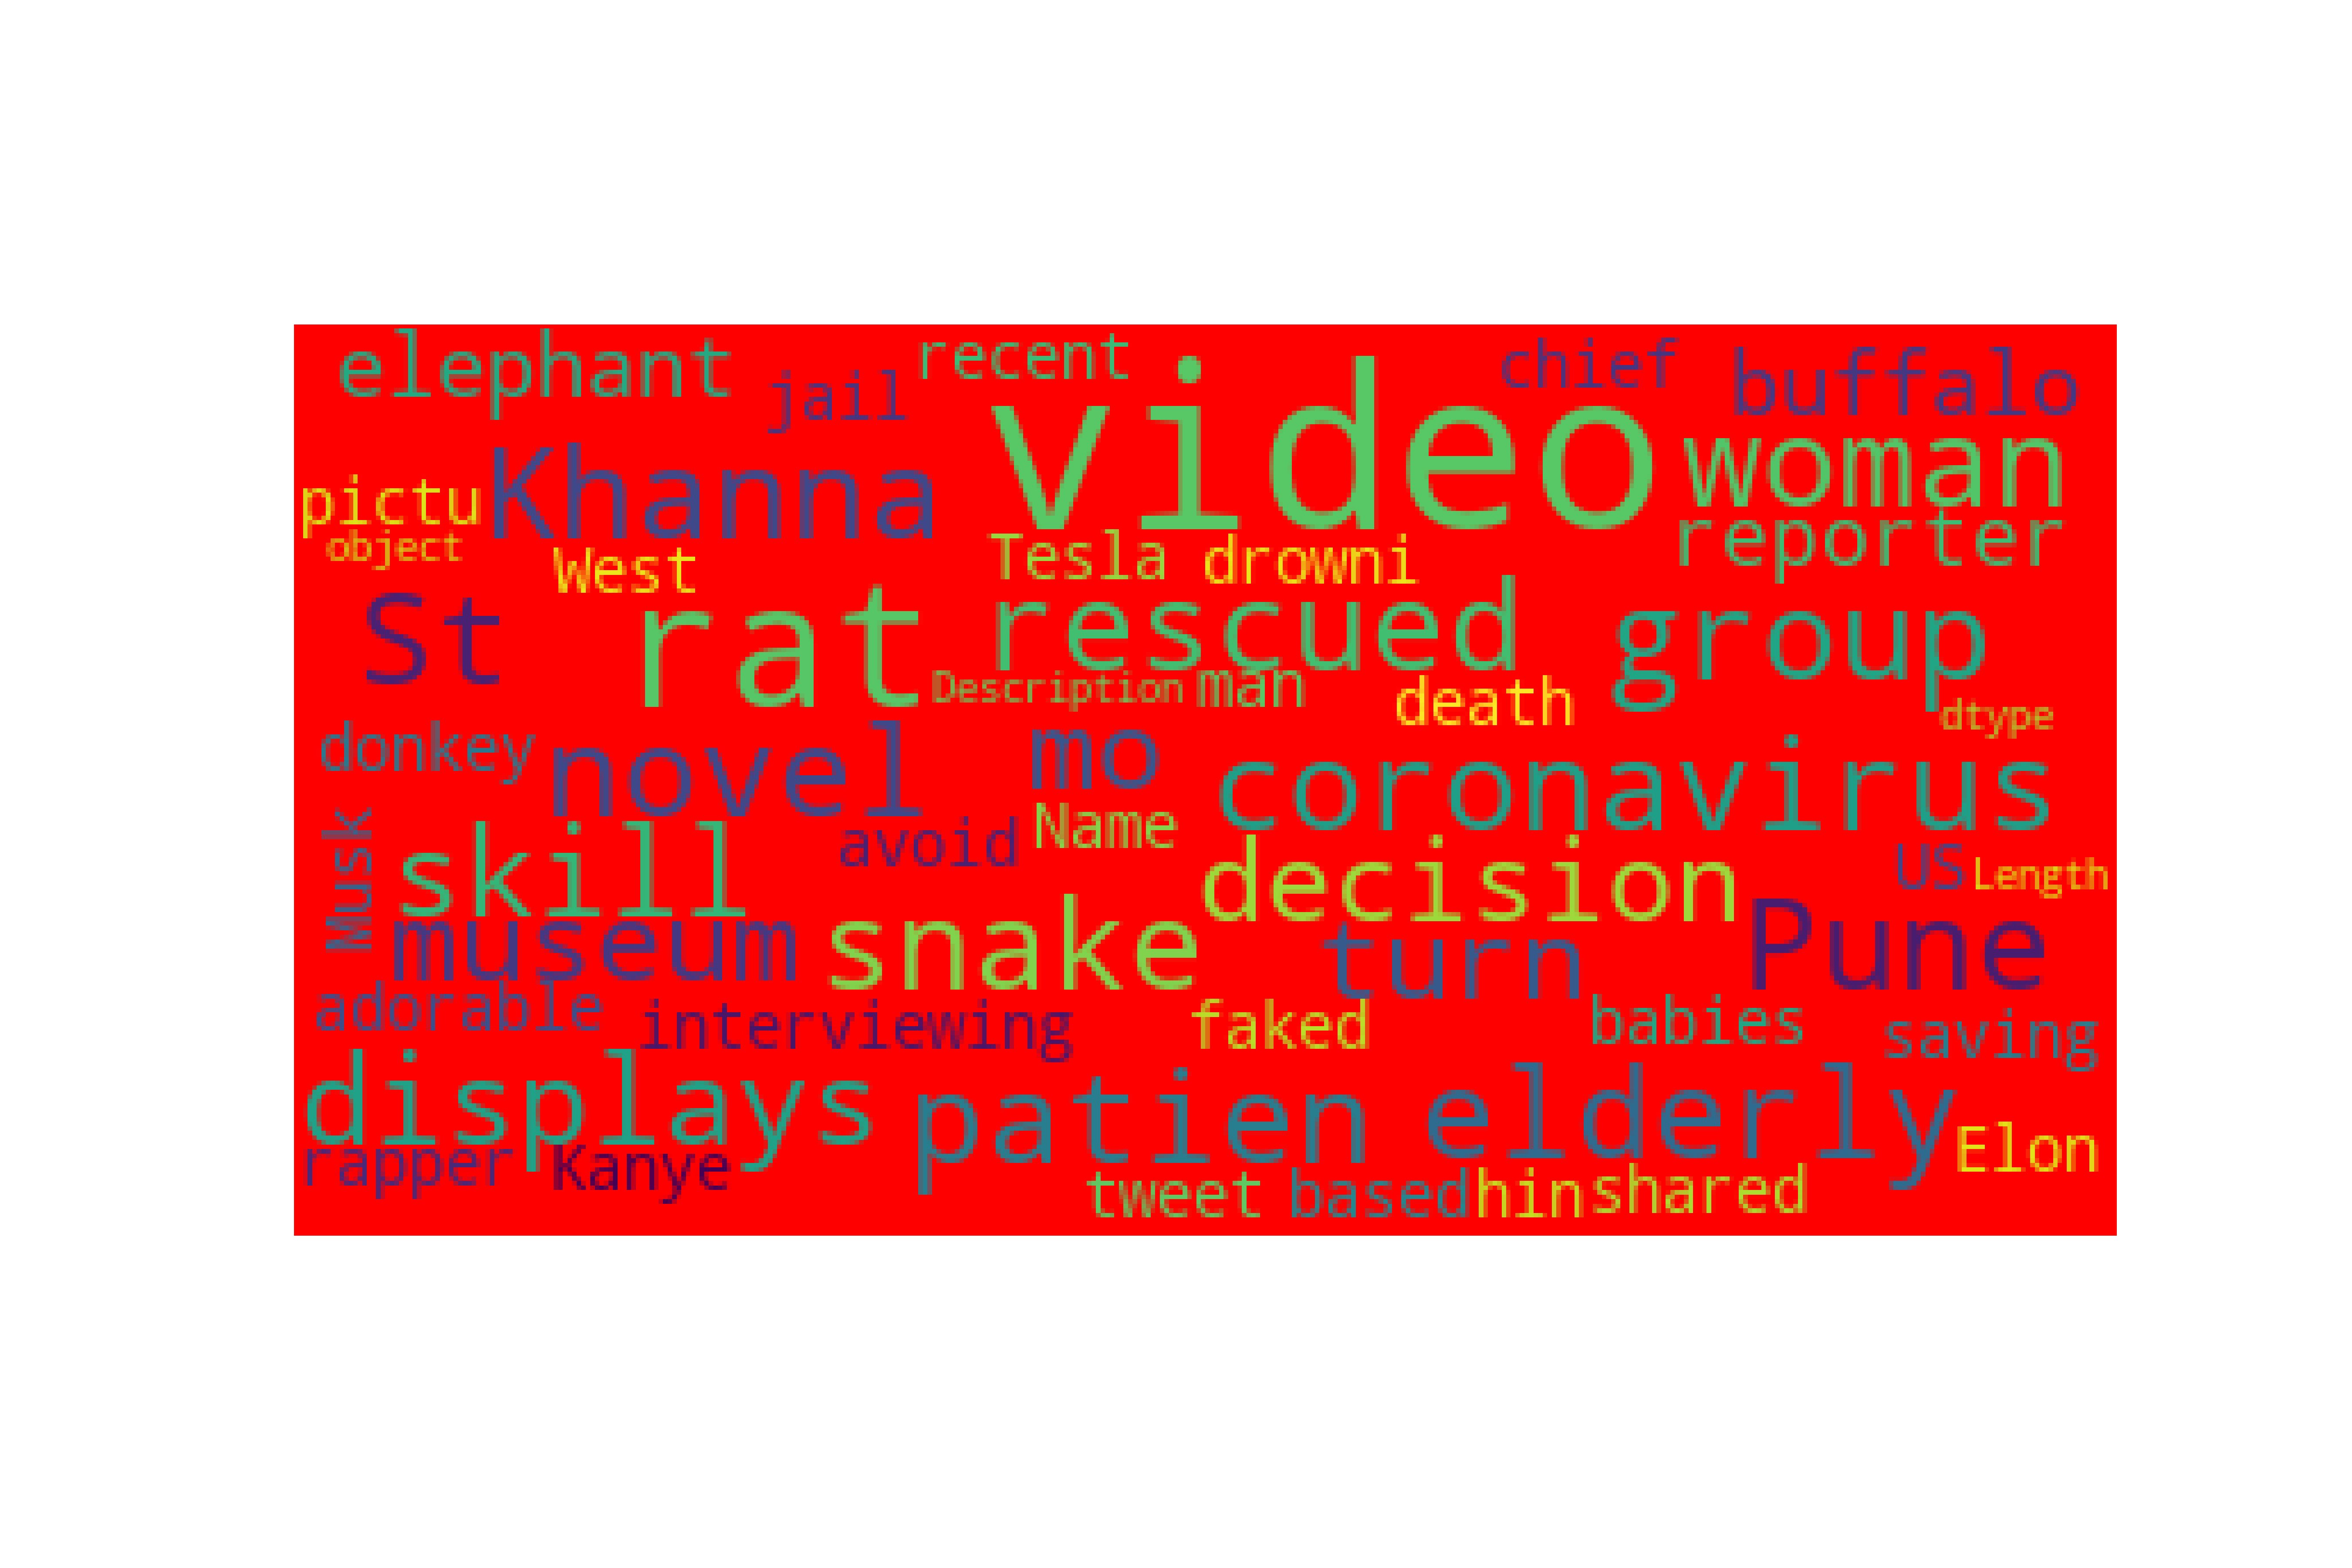 elephant
jail
recent
chief
buffalo
video
Khanna
woman
pictu
object
West
Tesla
drowni
reporter
St
rat
rescued
group
Description
man
death
dtype
donkey
novel
mo
coronavirus
Musk
skill
avoid
Name
decision
US
Length
museum
snake
turn
Pune
adorable
interviewing
faked
babies
saving
displays
patien
elderly
rapper
Kanye
Elon
tweet
based
hin
shared